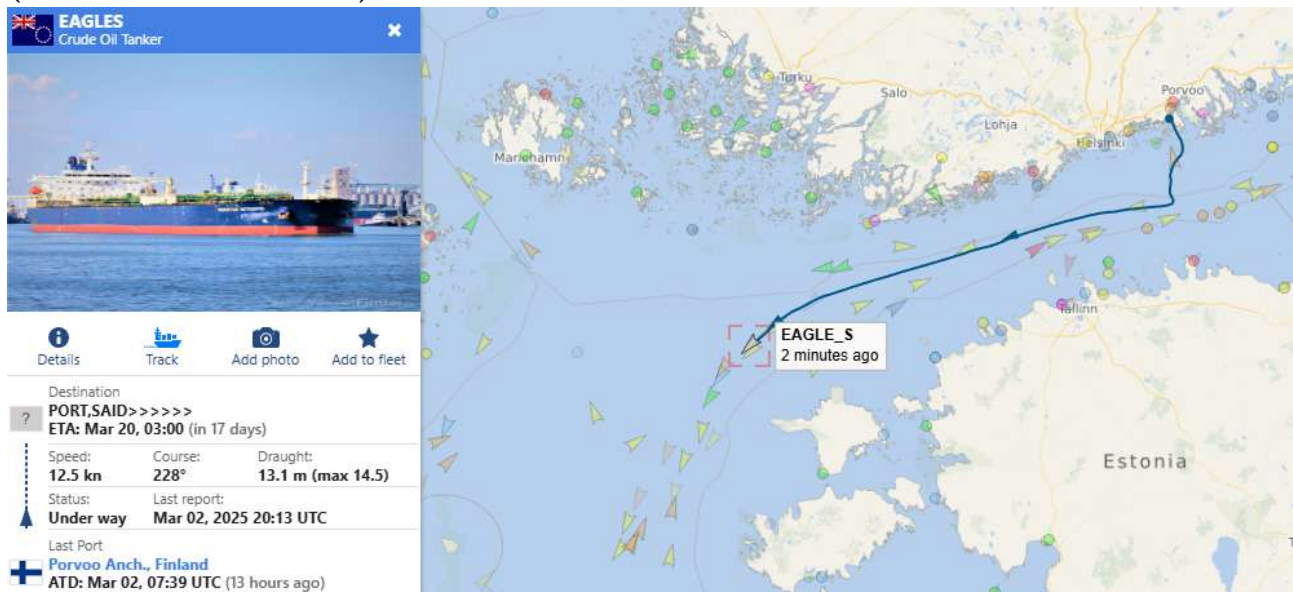 EAGLES
Crude Oil Tanker
Details
Track
Add photo
Add to fleet
Destination
?
PORT,SAID>>>>>>
ETA: Mar 20, 03:00 (in 17 days)
Speed:
Course:
Draught:
12.5 kn
228°
13.1 m (max 14.5)
Status:
Last report:
Under way
Mar 02, 2025 20:13 UTC
Last Port
Porvoo Anch., Finland
ATD: Mar 02, 07:39 UTC (13 hours ago)
Turku
Salo
Porvoo
Lohja
Helsinki
Mariehamn
Tallinn
EAGLE_S
2 minutes ago
Estonia